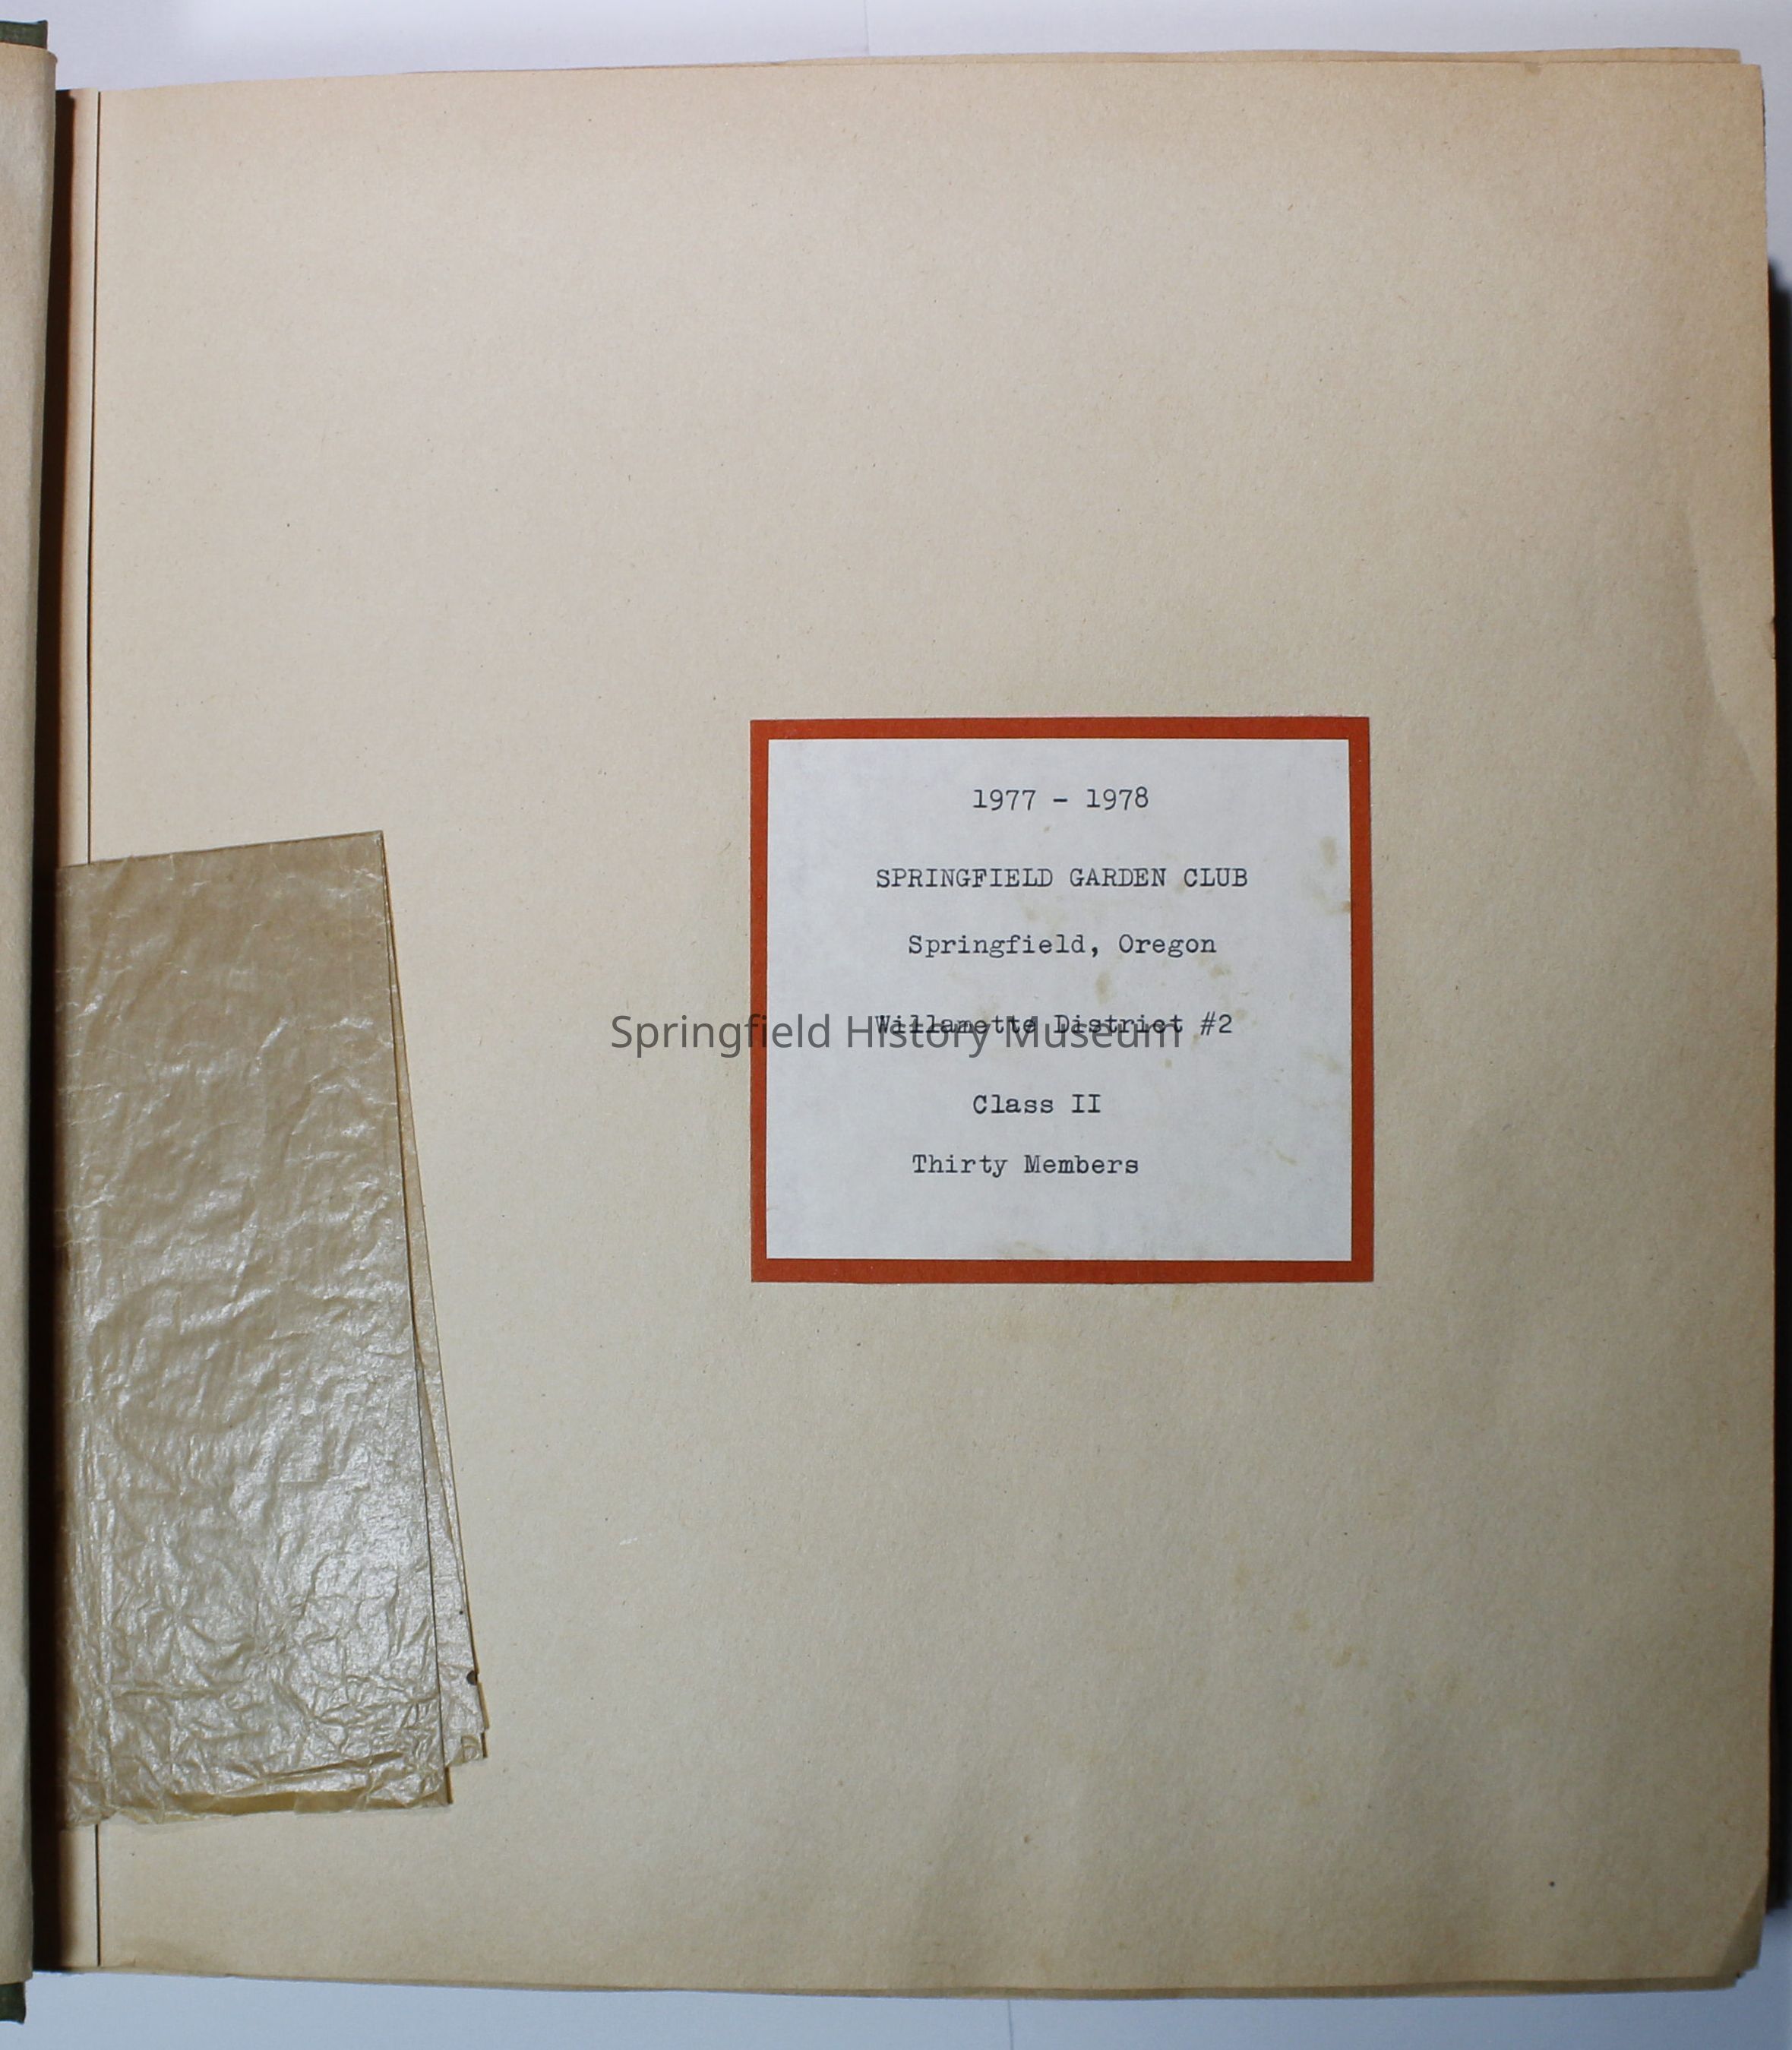 1977 - 1978
SPRINGFIELD GARDEN CLUB
Springfield, Oregon
Willamette District #2
Springfield History Museum
Class II
Thirty Members